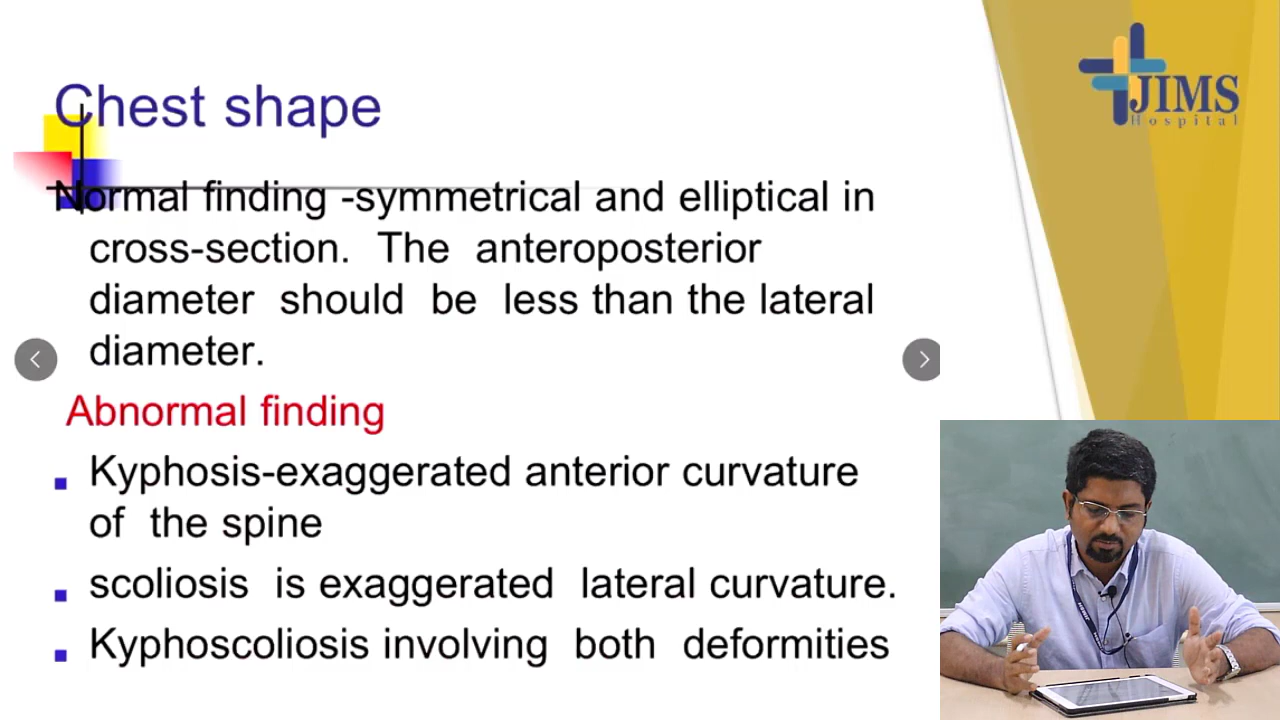 Chest shape
JIMS
Hospital
Normal finding -symmetrical and elliptical in
cross-section. The anteroposterior
diameter should be less than the lateral
diameter.
Abnormal finding
Kyphosis-exaggerated anterior curvature
of the spine
scoliosis is exaggerated lateral curvature.
Kyphoscoliosis involving both deformities